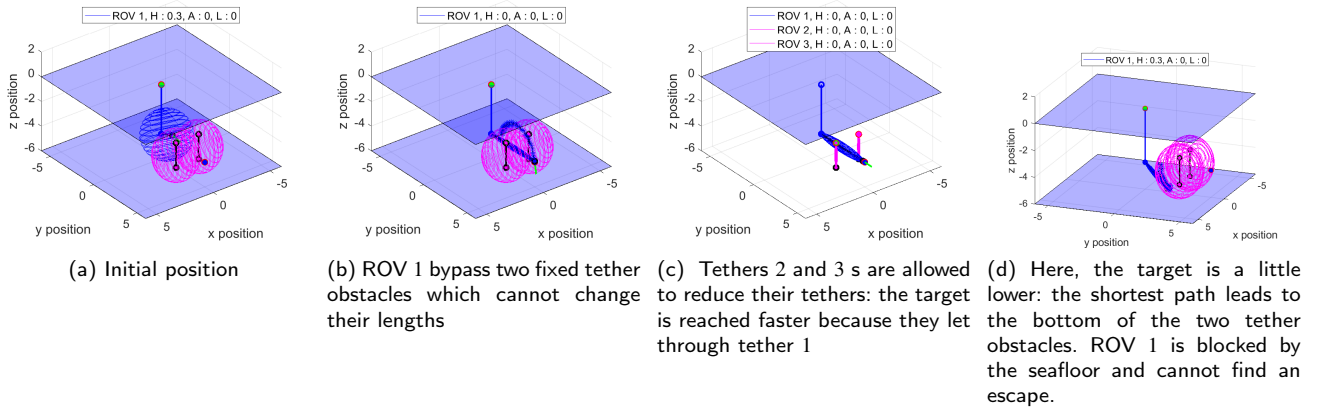 ROV 1, H : 0.3, A : 0, L : 0
2
0
-2
-4
-6
z position
-5
0
5
y position
5
0
-5
x position
(a) Initial position
ROV 1, H : 0, A : 0, L : 0
2
0
-2
-4
-6
z position
-5
0
5
y position
5
0
-5
x position
(b) ROV 1 bypass two fixed tether
obstacles which cannot change
their lengths
ROV 1, H : 0, A : 0, L : 0
ROV 2, H : 0, A : 0, L : 0
ROV 3, H : 0, A : 0, L : 0
2
0
-2
-4
-6
z position
-5
0
5
y position
5
0
-5
x position
(c) Tethers 2 and 3 s are allowed
to reduce their tethers: the target
is reached faster because they let
through tether 1
ROV 1, H : 0.3, A : 0, L : 0
2
0
-2
-4
-6
z position
-5
0
5
y position
5
0
-5
x position
(d) Here, the target is a little
lower: the shortest path leads to
the bottom of the two tether
obstacles. ROV 1 is blocked by
the seafloor and cannot find an
escape.